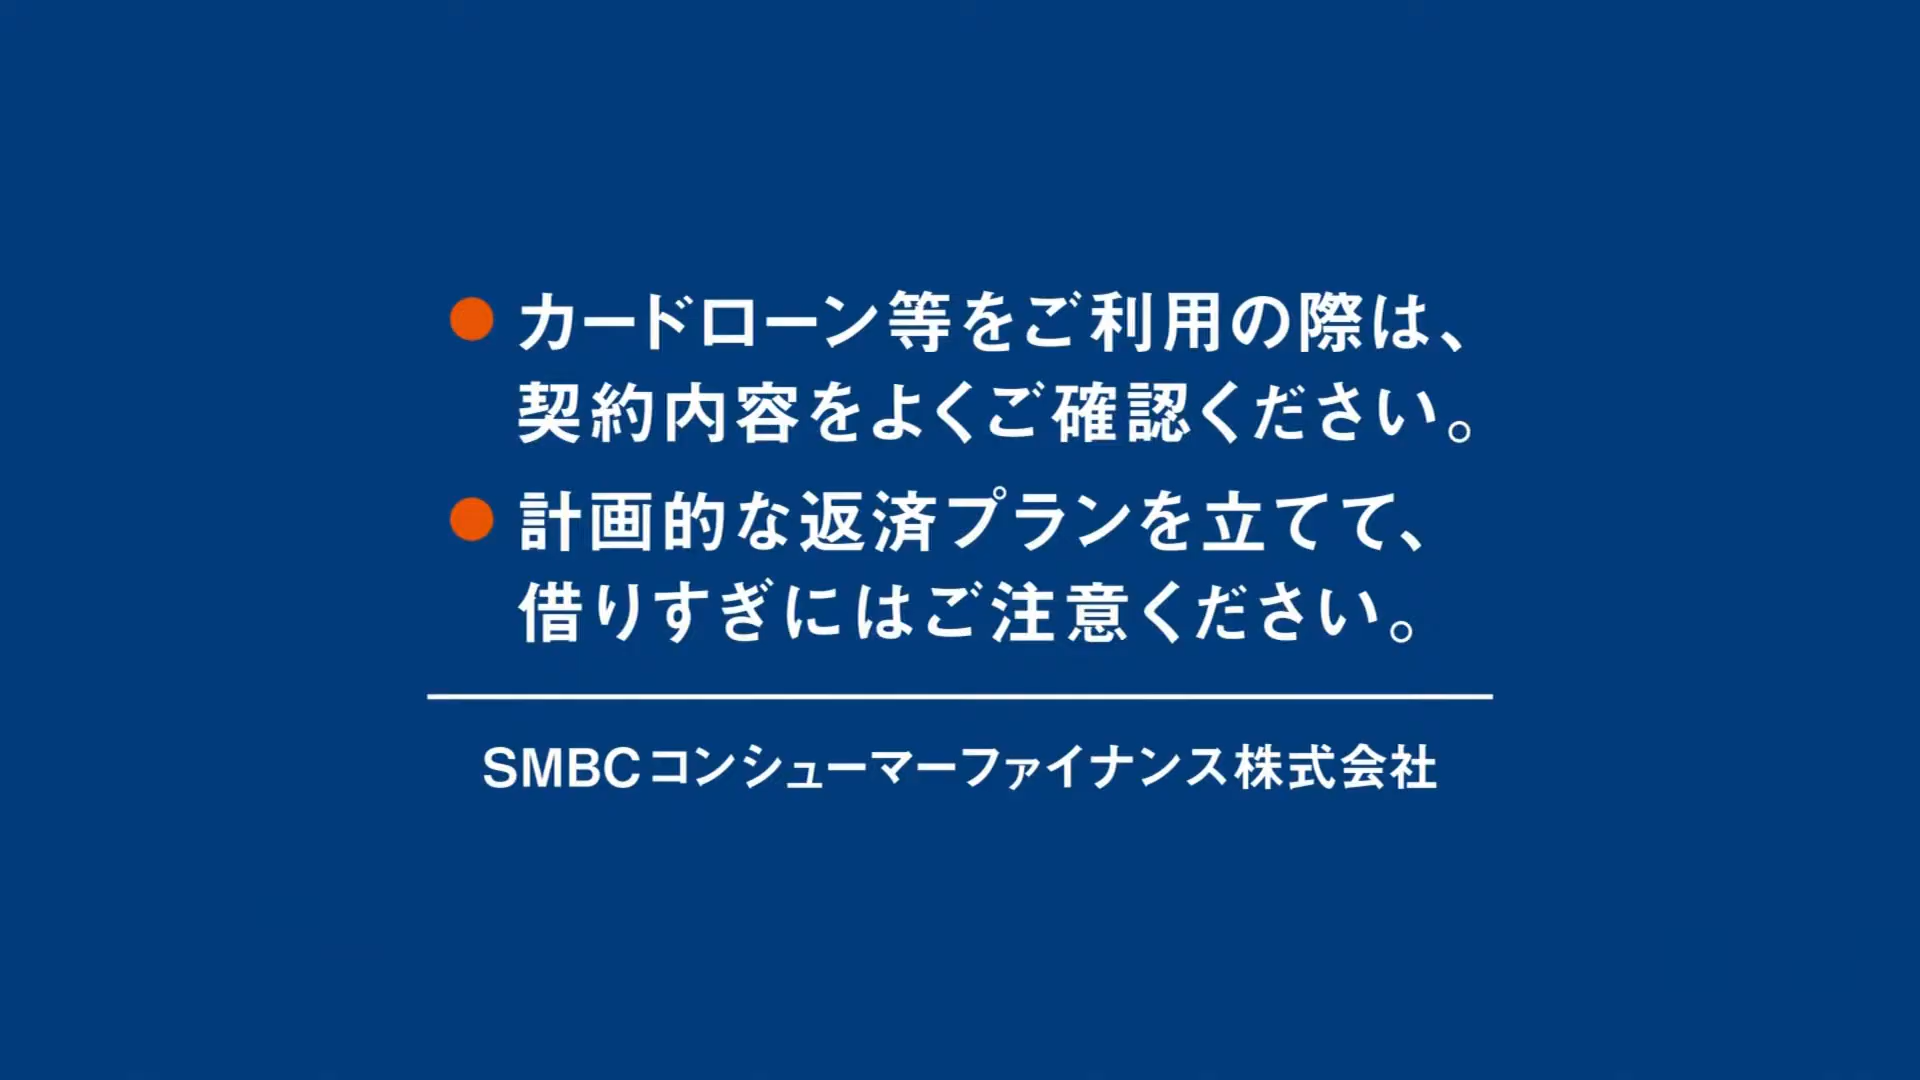 ● カードローン等をご利用の際は、
契約内容をよくご確認ください。
● 計画的な返済プランを立てて、
借りすぎにはご注意ください。
SMBCコンシューマーファイナンス株式会社